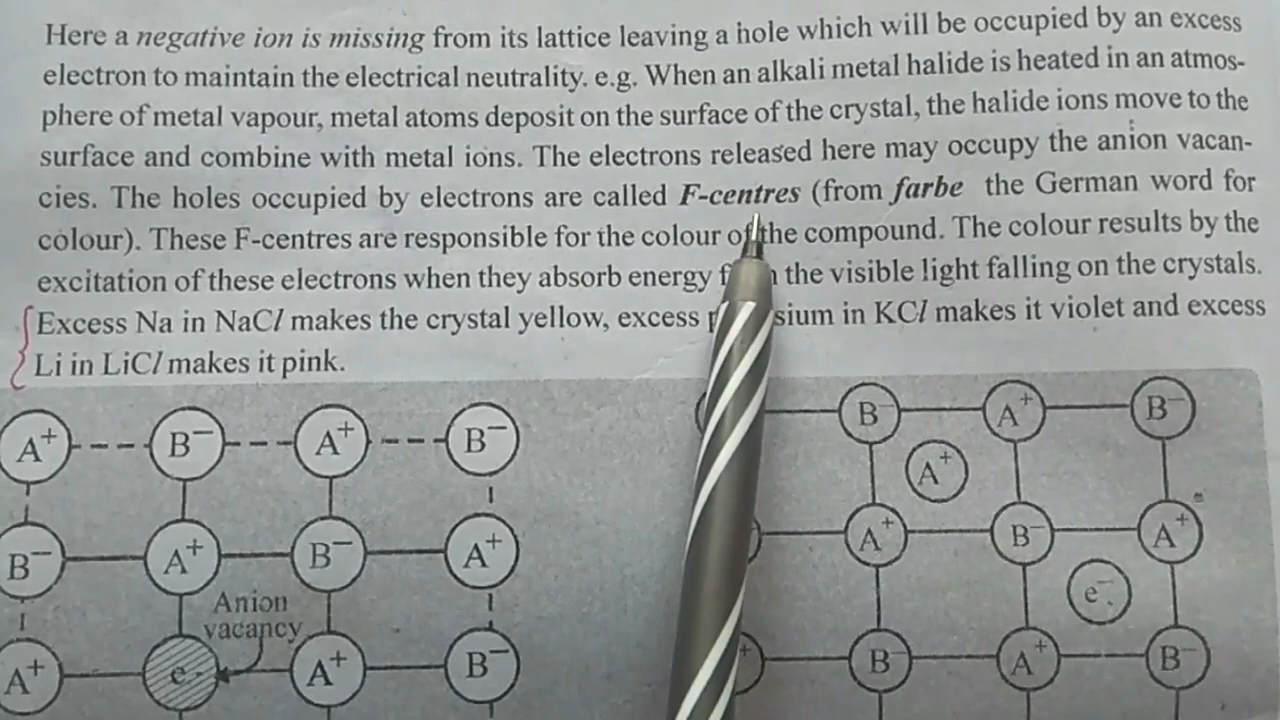 Here a negative ion is missing from its lattice leaving a hole which will be occupied by an excess
electron to maintain the electrical neutrality. e.g. When an alkali metal halide is heated in an atmos-
phere of metal vapour, metal atoms deposit on the surface of the crystal, the halide ions move to the
surface and combine with metal ions. The electrons released here may occupy the anion vacan-
cies. The holes occupied by electrons are called F-centres (from farbe the German word for
colour). These F-centres are responsible for the colour of the compound. The colour results by the
excitation of these electrons when they absorb energy the visible light falling on the crystals.
Excess Na in NaCl makes the crystal yellow, excess in KCl makes it violet and excess
Li in LiCl makes it pink.
A+ B− A+ B−
B− A+ B− A+
Anion
vacancy
A+ e− A+ B−
B− A+ B−
A+
A+ B− A+
e−
B− A+ B−